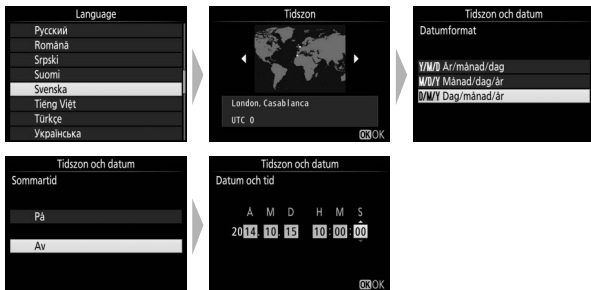 Language
Русский
Română
Srpski
Suomi
Svenska
Tiếng Việt
Türkçe
Українська
Tidszon
London, Casablanca
UTC 0
OK OK
Tidszon och datum
Datumformat
Y/M/D År/månad/dag
M/D/Y Månad/dag/år
D/M/Y Dag/månad/år
Tidszon och datum
Sommartid
På
Av
Tidszon och datum
Datum och tid
Å M D H M S
2014. 10. 15 10:00:00
OK OK